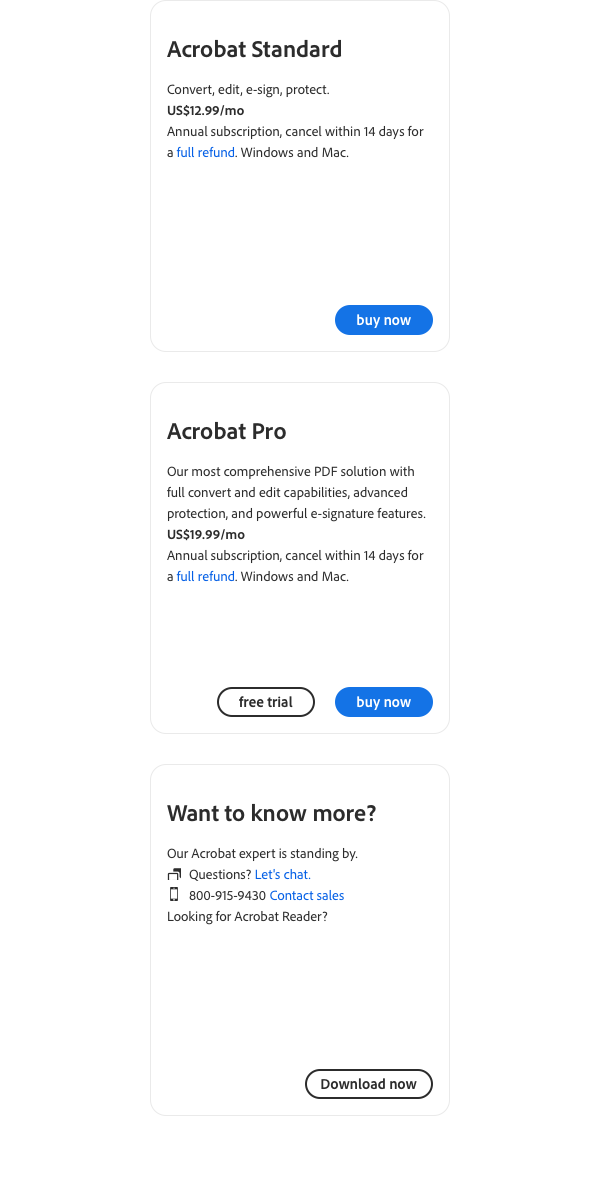 Acrobat Standard
Convert, edit, e-sign, protect.
US$12.99/mo
Annual subscription, cancel within 14 days for
a full refund. Windows and Mac.
buy now
Acrobat Pro
Our most comprehensive PDF solution with
full convert and edit capabilities, advanced
protection, and powerful e-signature features.
US$19.99/mo
Annual subscription, cancel within 14 days for
a full refund. Windows and Mac.
free trial
buy now
Want to know more?
Our Acrobat expert is standing by.
Questions? Let's chat.
800-915-9430 Contact sales
Looking for Acrobat Reader?
Download now